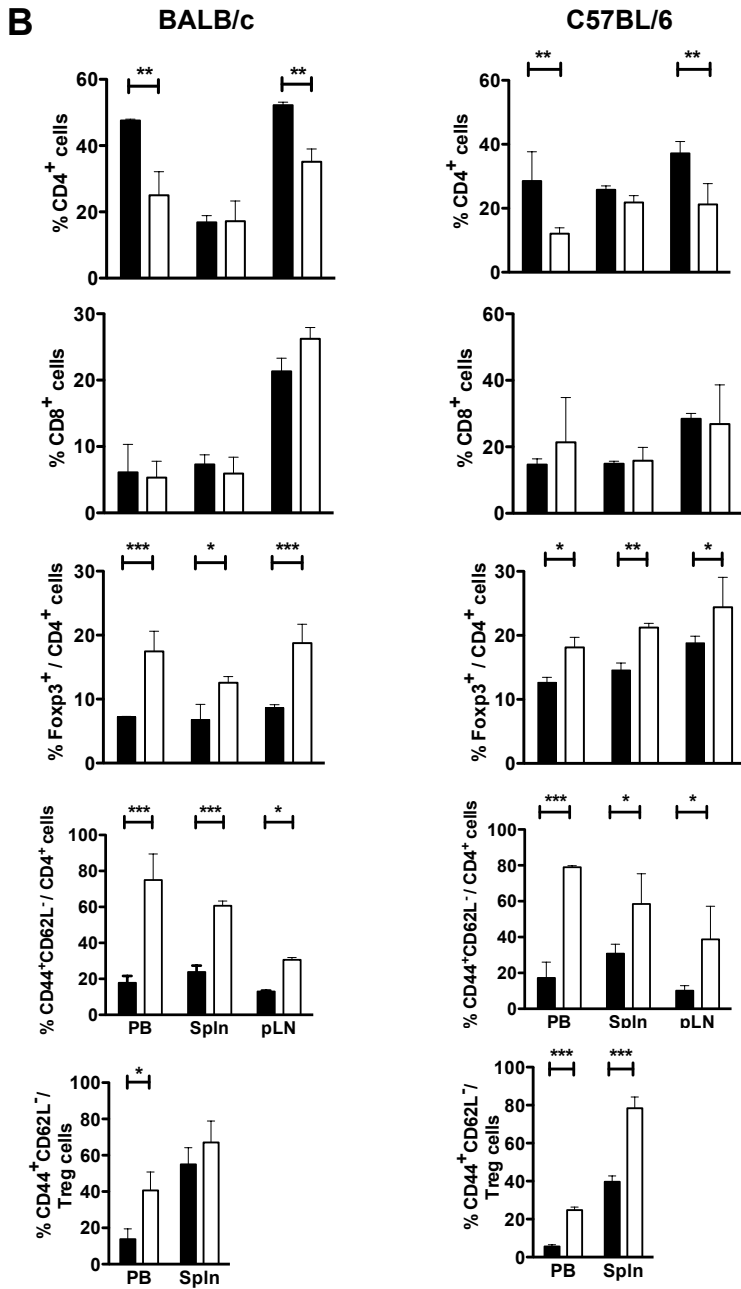 B
BALB/c
C57BL/6
** **
60
40
20
0
% CD4+ cells
** **
60
40
20
0
% CD4+ cells
30
20
10
0
% CD8+ cells
60
40
20
0
% CD8+ cells
*** * ***
30
20
10
0
% Foxp3+ / CD4+ cells
* ** *
30
20
10
0
% Foxp3+ / CD4+ cells
*** *** *
100
80
60
40
20
0
% CD44+CD62L-/ CD4+ cells
PB Spln pLN
*** * *
100
80
60
40
20
0
% CD44+CD62L-/ CD4+ cells
PB Spln pLN
*
100
80
60
40
20
0
% CD44+CD62L-/
Treg cells
PB Spln
*** ***
100
80
60
40
20
0
% CD44+CD62L-/
Treg cells
PB Spln